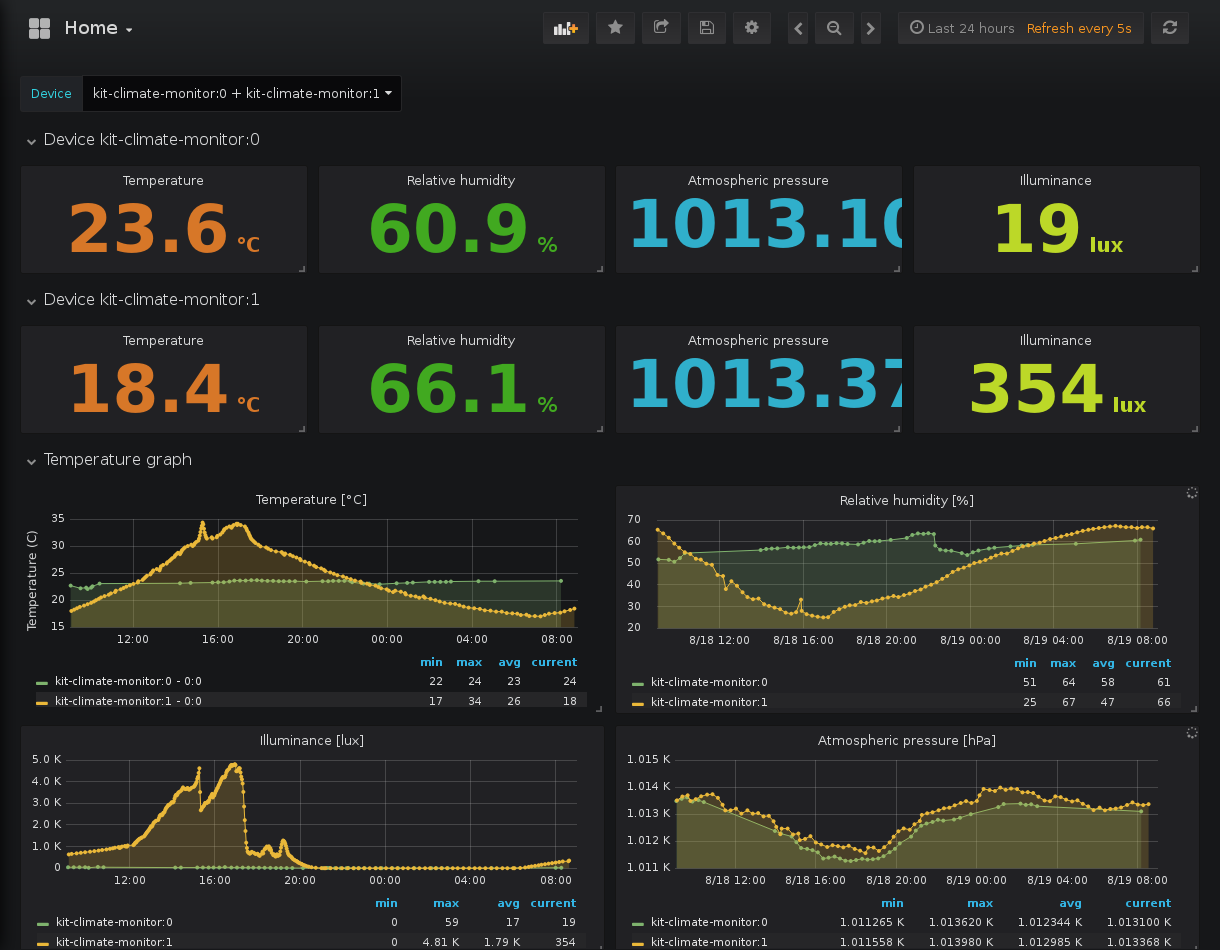 Home
Last 24 hours Refresh every 5s
Device kit-climate-monitor:0 + kit-climate-monitor:1
Device kit-climate-monitor:0
Temperature Relative humidity Atmospheric pressure Illuminance
23.6 °C 60.9 % 1013.10 19 lux
Device kit-climate-monitor:1
Temperature Relative humidity Atmospheric pressure Illuminance
18.4 °C 66.1 % 1013.37 354 lux
Temperature graph
Temperature [°C]
Temperature (C)
35
30
25
20
15
12:00 16:00 20:00 00:00 04:00 08:00
min max avg current
kit-climate-monitor:0 - 0:0 22 24 23 24
kit-climate-monitor:1 - 0:0 17 34 26 18
Relative humidity [%]
70
60
50
40
30
20
8/18 12:00 8/18 16:00 8/18 20:00 8/19 00:00 8/19 04:00 8/19 08:00
min max avg current
kit-climate-monitor:0 51 64 58 61
kit-climate-monitor:1 25 67 47 66
Illuminance [lux]
5.0 K
4.0 K
3.0 K
2.0 K
1.0 K
0
12:00 16:00 20:00 00:00 04:00 08:00
min max avg current
kit-climate-monitor:0 0 59 17 19
kit-climate-monitor:1 0 4.81 K 1.79 K 354
Atmospheric pressure [hPa]
1.015 K
1.014 K
1.013 K
1.012 K
1.011 K
8/18 12:00 8/18 16:00 8/18 20:00 8/19 00:00 8/19 04:00 8/19 08:00
min max avg current
kit-climate-monitor:0 1.011265 K 1.013620 K 1.012344 K 1.013100 K
kit-climate-monitor:1 1.011558 K 1.013980 K 1.012985 K 1.013368 K